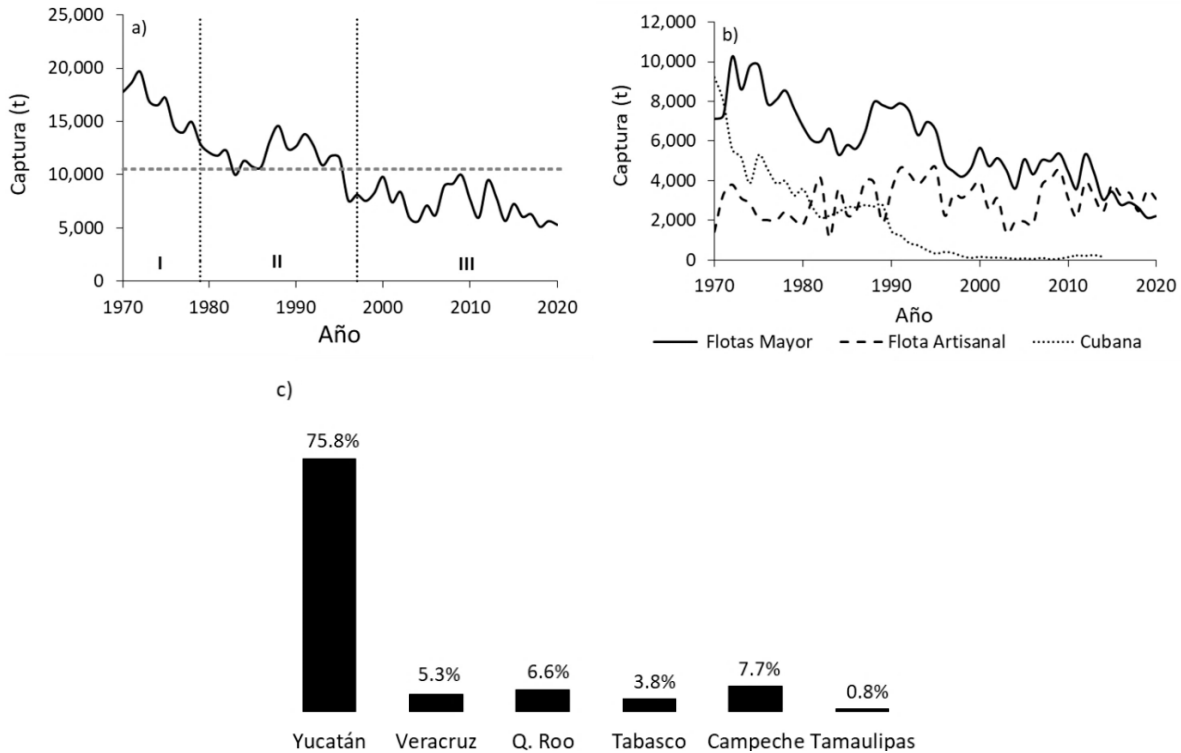 a)
25,000
20,000
15,000
10,000
5,000
0
Captura (t)
I II III
1970 1980 1990 2000 2010 2020
Año
b)
12,000
10,000
8,000
6,000
4,000
2,000
0
Captura (t)
1970 1980 1990 2000 2010 2020
Año
Flotas Mayor Flota Artisanal Cubana
c)
75.8% 5.3% 6.6% 3.8% 7.7% 0.8%
Yucatán Veracruz Q. Roo Tabasco Campeche Tamaulipas